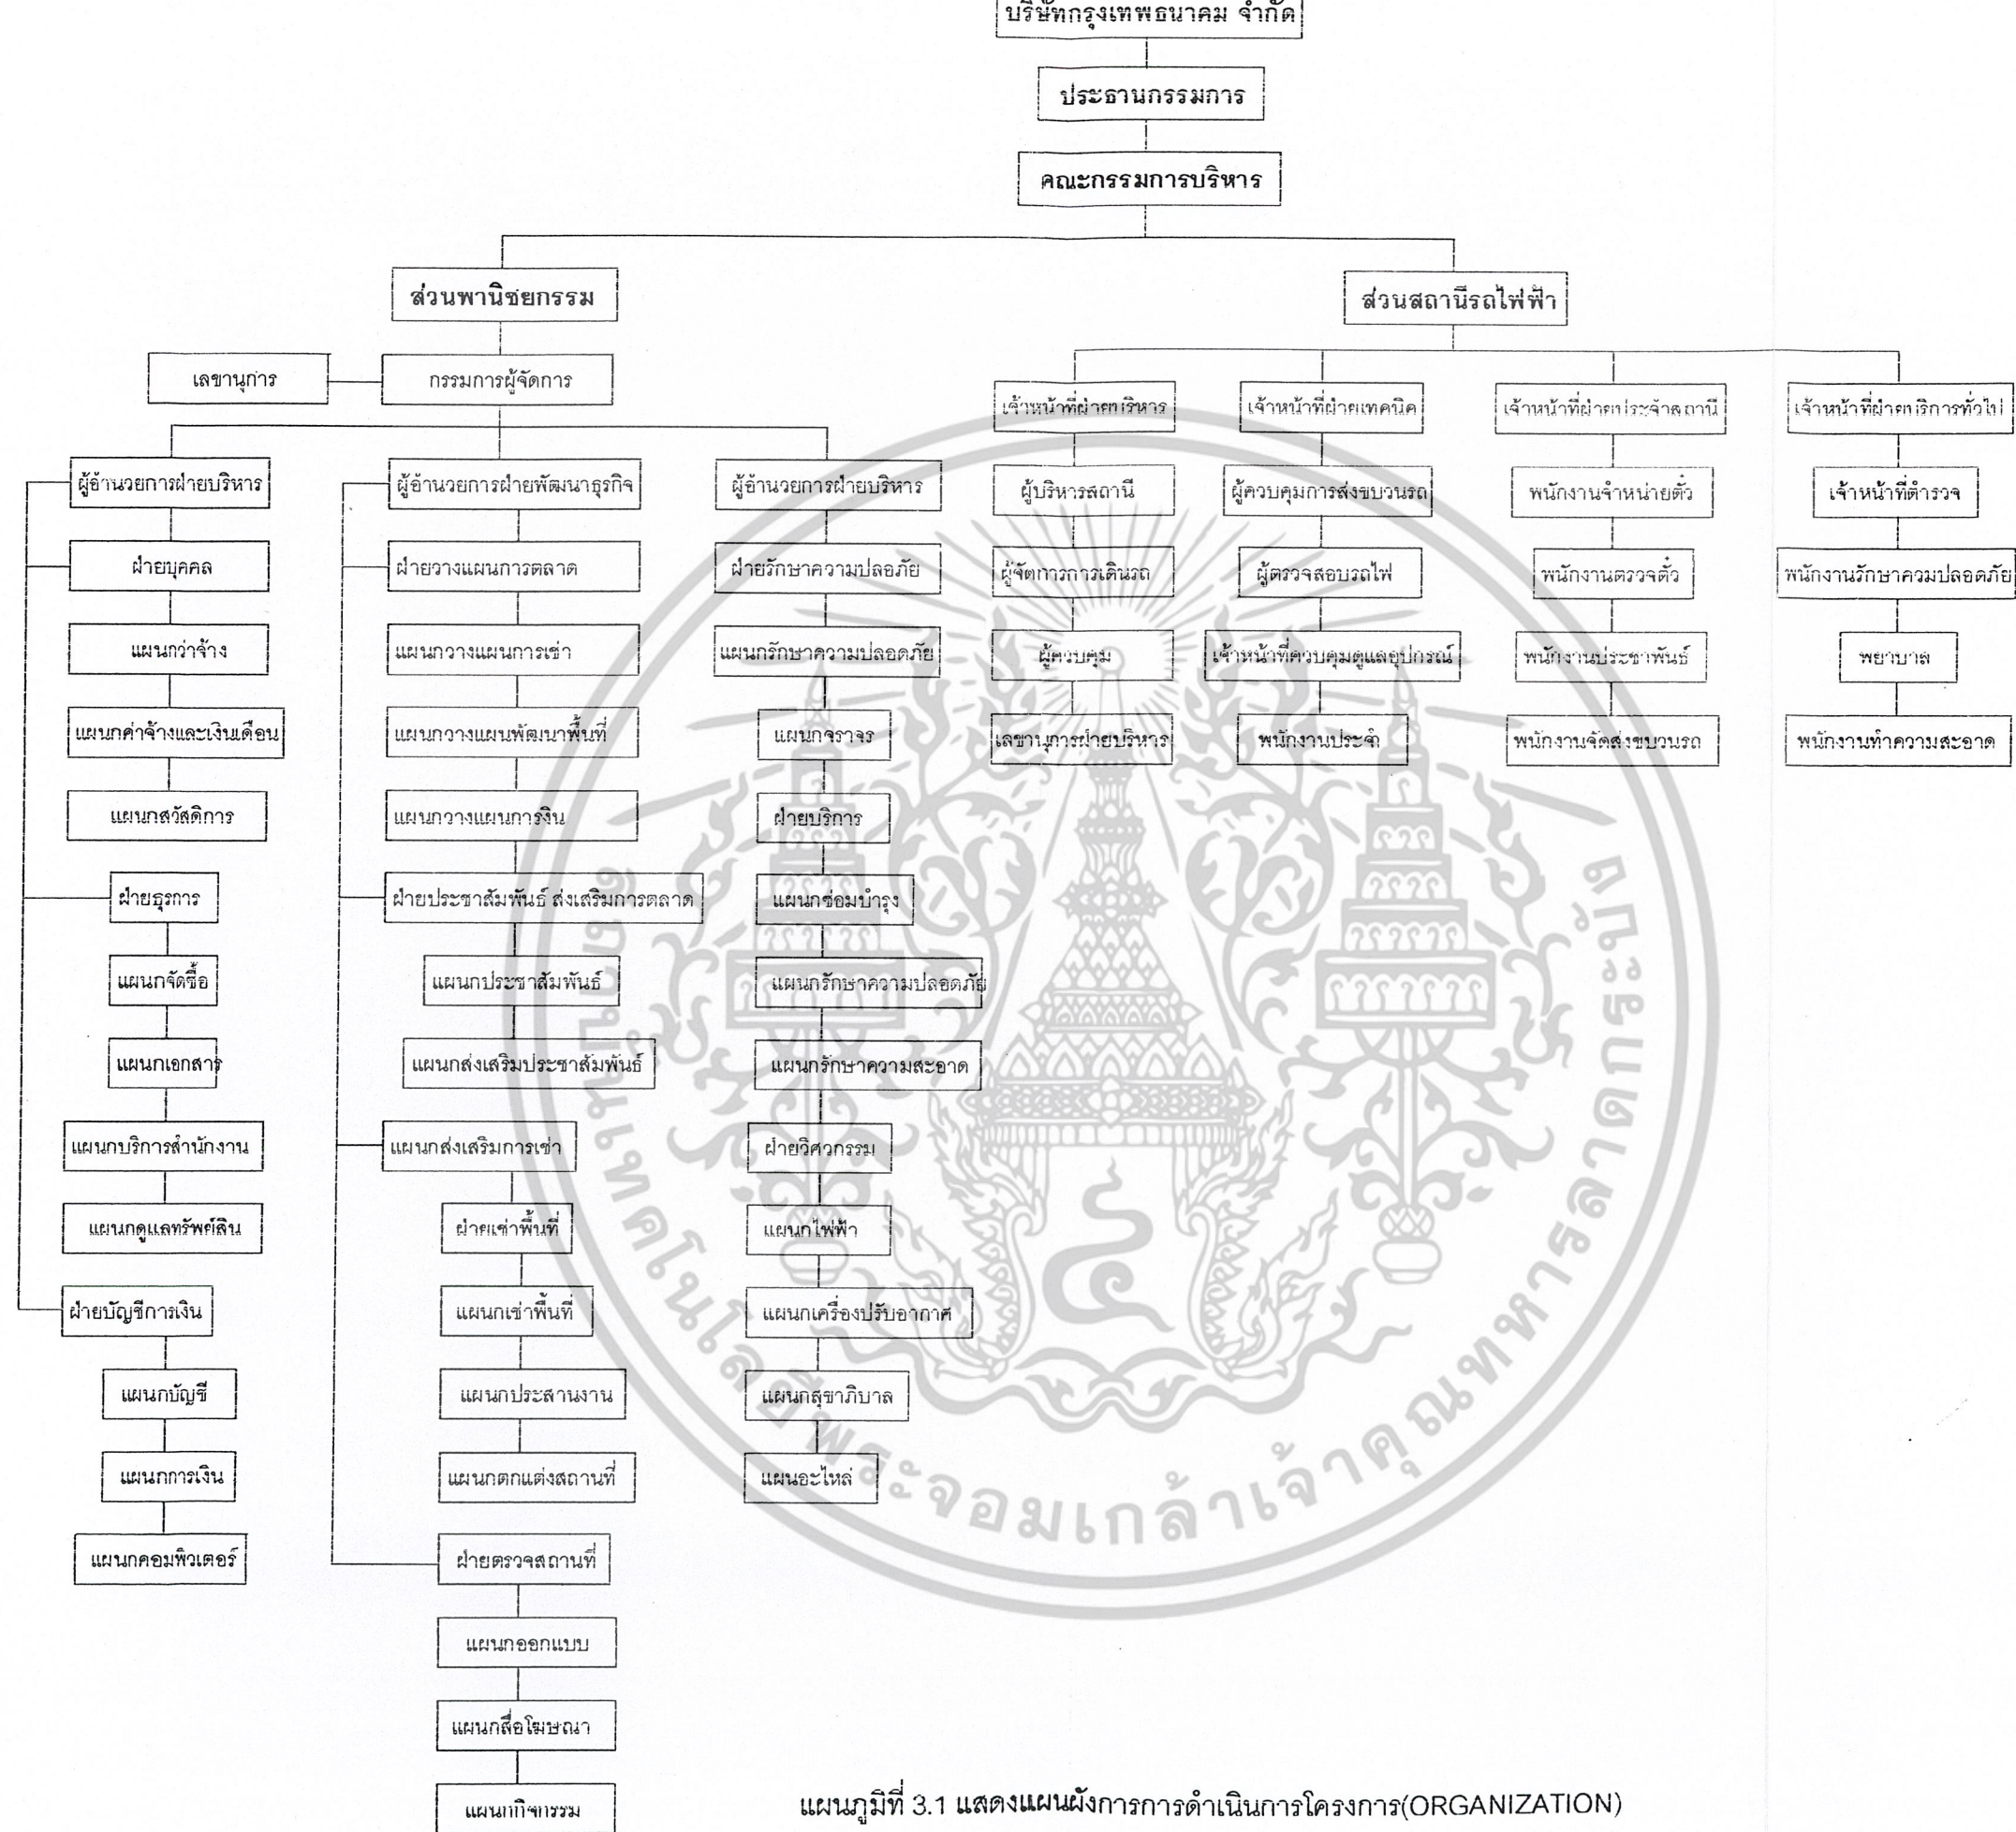 บริษัทกรุงเทพธนาคม จำกัด
ประธานกรรมการ
คณะกรรมการบริหาร
ส่วนพานิชยกรรม
ส่วนสถานีรถไฟฟ้า
เลขานุการ
กรรมการผู้จัดการ
ผู้อำนวยการฝ่ายบริหาร
ฝ่ายบุคคล
แผนกว่าจ้าง
แผนกค่าจ้างและเงินเดือน
แผนกสวัสดิการ
ฝ่ายธุรการ
แผนกจัดซื้อ
แผนกเอกสาร
แผนกบริการสำนักงาน
แผนกดูแลทรัพย์สิน
ฝ่ายบัญชีการเงิน
แผนกบัญชี
แผนกการเงิน
แผนกคอมพิวเตอร์
ผู้อำนวยการฝ่ายพัฒนาธุรกิจ
ฝ่ายวางแผนการตลาด
แผนกวางแผนการเช่า
แผนกวางแผนพัฒนาพื้นที่
แผนกวางแผนการงิน
ฝ่ายประชาสัมพันธ์ ส่งเสริมการตลาด
แผนกประชาสัมพันธ์
แผนกส่งเสริมประชาสัมพันธ์
แผนกส่งเสริมการเช่า
ฝ่ายเช่าพื้นที่
แผนกเช่าพื้นที่
แผนกประสานงาน
แผนกตกแต่งสถานที่
ฝ่ายตรวจสถานที่
แผนกออกแบบ
แผนกสื่อโฆษณา
แผนกกิจกรรม
ผู้อำนวยการฝ่ายบริหาร
ฝ่ายรักษาความปลอภัย
แผนกรักษาความปลอดภัย
แผนกจราจร
ฝ่ายบริการ
แผนกซ่อมบำรุง
แผนกรักษาความปลอดภัย
แผนกรักษาความสะอาด
ฝ่ายวิศวกรรม
แผนกไฟฟ้า
แผนกเครื่องปรับอากาศ
แผนกสุขาภิบาล
แผนอะไหล่
เจ้าหน้าที่ฝ่ายบริหาร
ผู้บริหารสถานี
ผู้จัดการการเดินรถ
ผู้ควบคุม
เลขานุการฝ่ายบริหาร
เจ้าหน้าที่ฝ่ายเทคนิค
ผู้ควบคุมการส่งขบวนรถ
ผู้ตรวจสอบรถไฟ
เจ้าหน้าที่ควบคุมดูแลอุปกรณ์
พนักงานประจำ
เจ้าหน้าที่ฝ่ายประจำสถานี
พนักงานจำหน่ายตั๋ว
พนักงานตรวจตั๋ว
พนักงานประชาพันธ์
พนักงานจัดส่งขบวนรถ
เจ้าหน้าที่ฝ่ายบริการทั่วไป
เจ้าหน้าที่ตำรวจ
พนักงานรักษาควมปลอดภัย
พยาบาล
พนักงานทำความสะอาด
สถาบันเทคโนโลยีพระจอมเกล้าเจ้าคุณทหารลาดกระบัง
๔
แผนภูมิที่ 3.1 แสดงแผนผังการการดำเนินการโครงการ(ORGANIZATION)